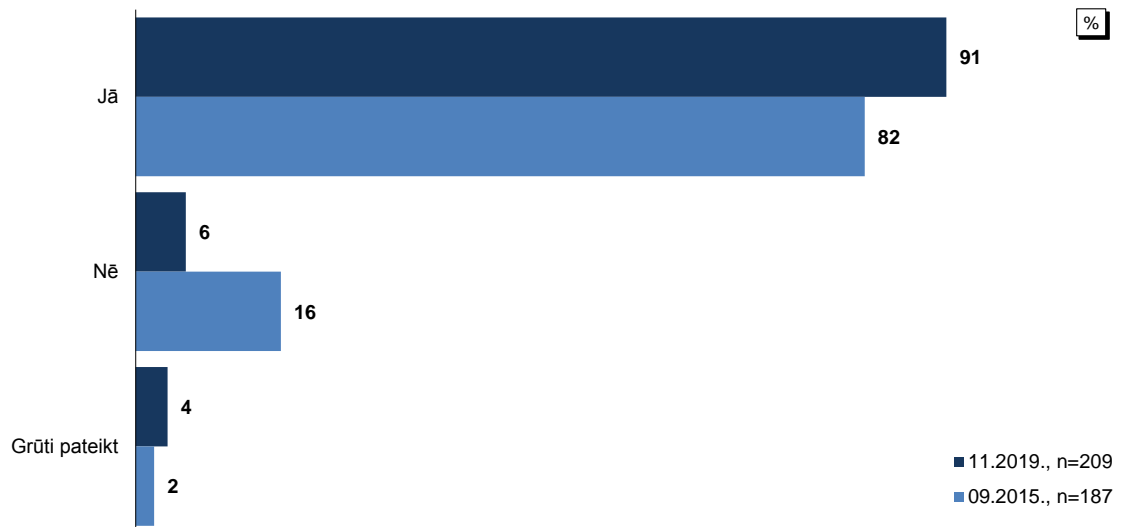 %
Jā
91
82
Nē
6
16
Grūti pateikt
4
2
11.2019., n=209
09.2015., n=187